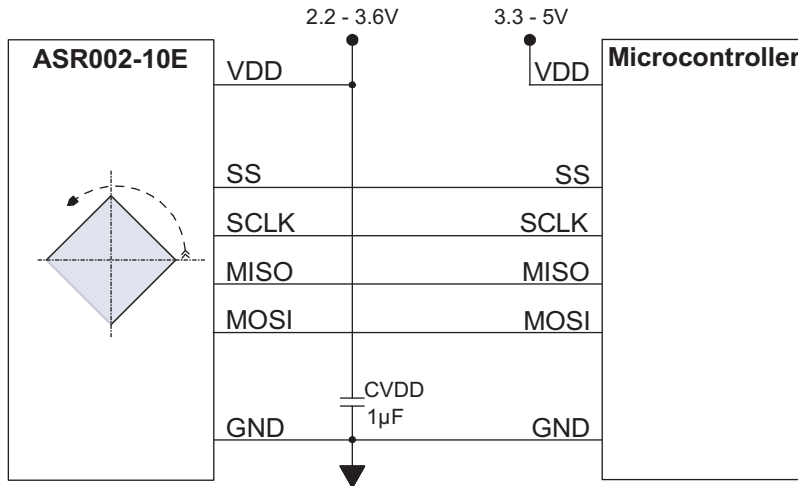 2.2 - 3.6V 3.3 - 5V
ASR002-10E Microcontroller
VDD VDD
SS SS
SCLK SCLK
MISO MISO
MOSI MOSI
CVDD
1µF
GND GND